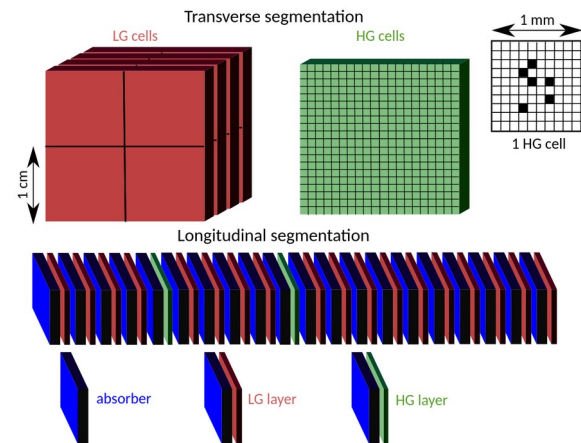 Transverse segmentation
LG cells
HG cells
1 mm
1 cm
1 HG cell
Longitudinal segmentation
absorber
LG layer
HG layer